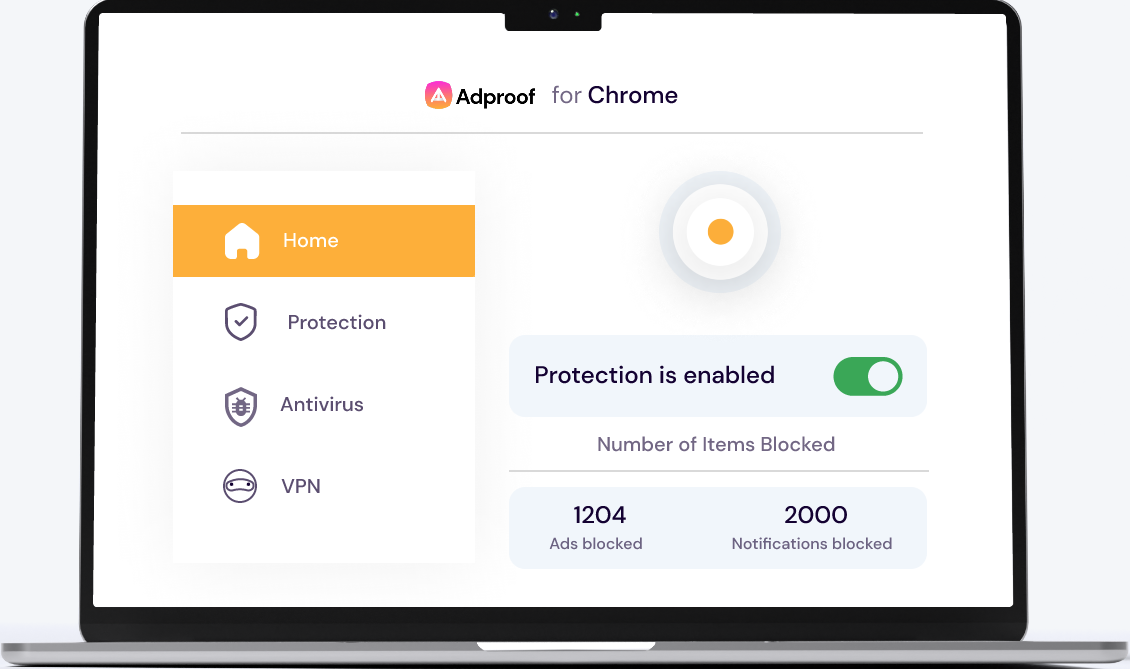 Adproof for Chrome
Home
Protection
Antivirus
VPN
Protection is enabled
Number of Items Blocked
1204
Ads blocked
2000
Notifications blocked